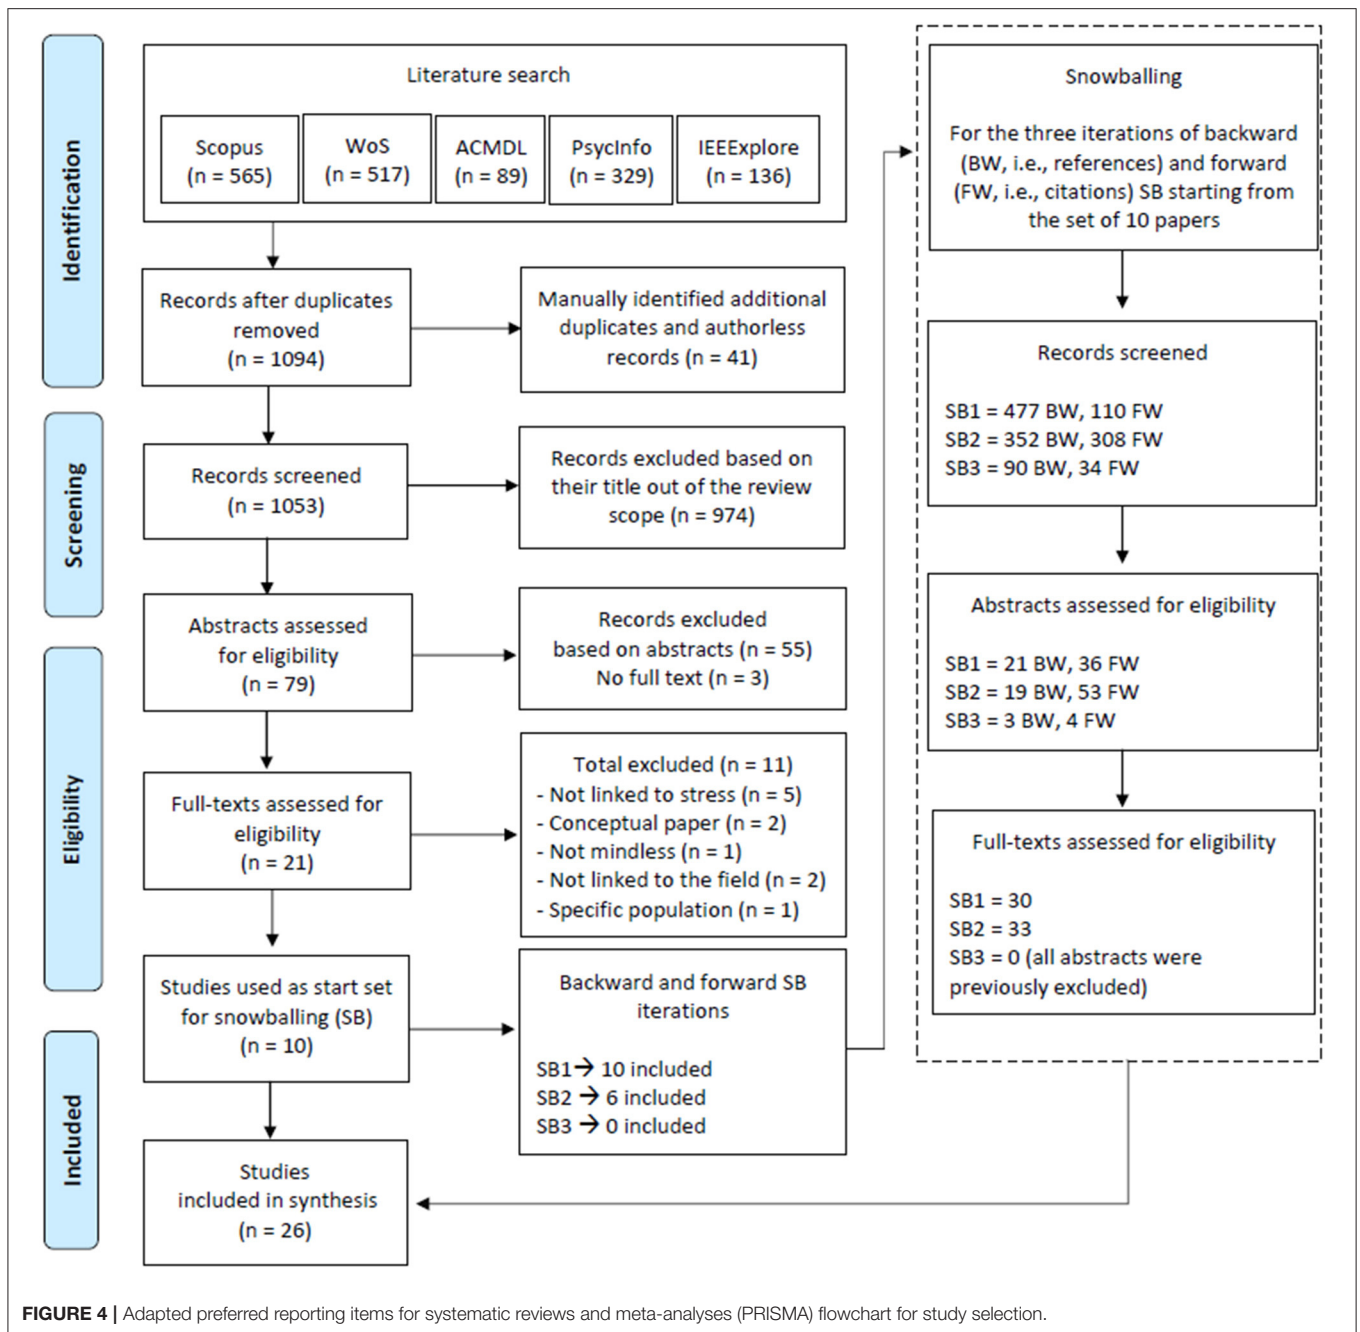 Identification
Literature search
Scopus
(n = 565)
WoS
(n = 517)
ACMDL
(n = 89)
PsycInfo
(n = 329)
IEEExplore
(n = 136)
Records after duplicates
removed
(n = 1094)
Manually identified additional
duplicates and authorless
records (n = 41)
Screening
Records screened
(n = 1053)
Records excluded based on
their title out of the review
scope (n = 974)
Abstracts assessed
for eligibility
(n = 79)
Records excluded
based on abstracts (n = 55)
No full text (n = 3)
Eligibility
Full-texts assessed for
eligibility
(n = 21)
Total excluded (n = 11)
- Not linked to stress (n = 5)
- Conceptual paper (n = 2)
- Not mindless (n = 1)
- Not linked to the field (n = 2)
- Specific population (n = 1)
Studies used as start set
for snowballing (SB)
(n = 10)
Backward and forward SB
iterations
SB1→ 10 included
SB2 → 6 included
SB3 → 0 included
Included
Studies
included in synthesis
(n = 26)
Snowballing
For the three iterations of backward
(BW, i.e., references) and forward
(FW, i.e., citations) SB starting from
the set of 10 papers
Records screened
SB1 = 477 BW, 110 FW
SB2 = 352 BW, 308 FW
SB3 = 90 BW, 34 FW
Abstracts assessed for eligibility
SB1 = 21 BW, 36 FW
SB2 = 19 BW, 53 FW
SB3 = 3 BW, 4 FW
Full-texts assessed for eligibility
SB1 = 30
SB2 = 33
SB3 = 0 (all abstracts were
previously excluded)
FIGURE 4 | Adapted preferred reporting items for systematic reviews and meta-analyses (PRISMA) flowchart for study selection.